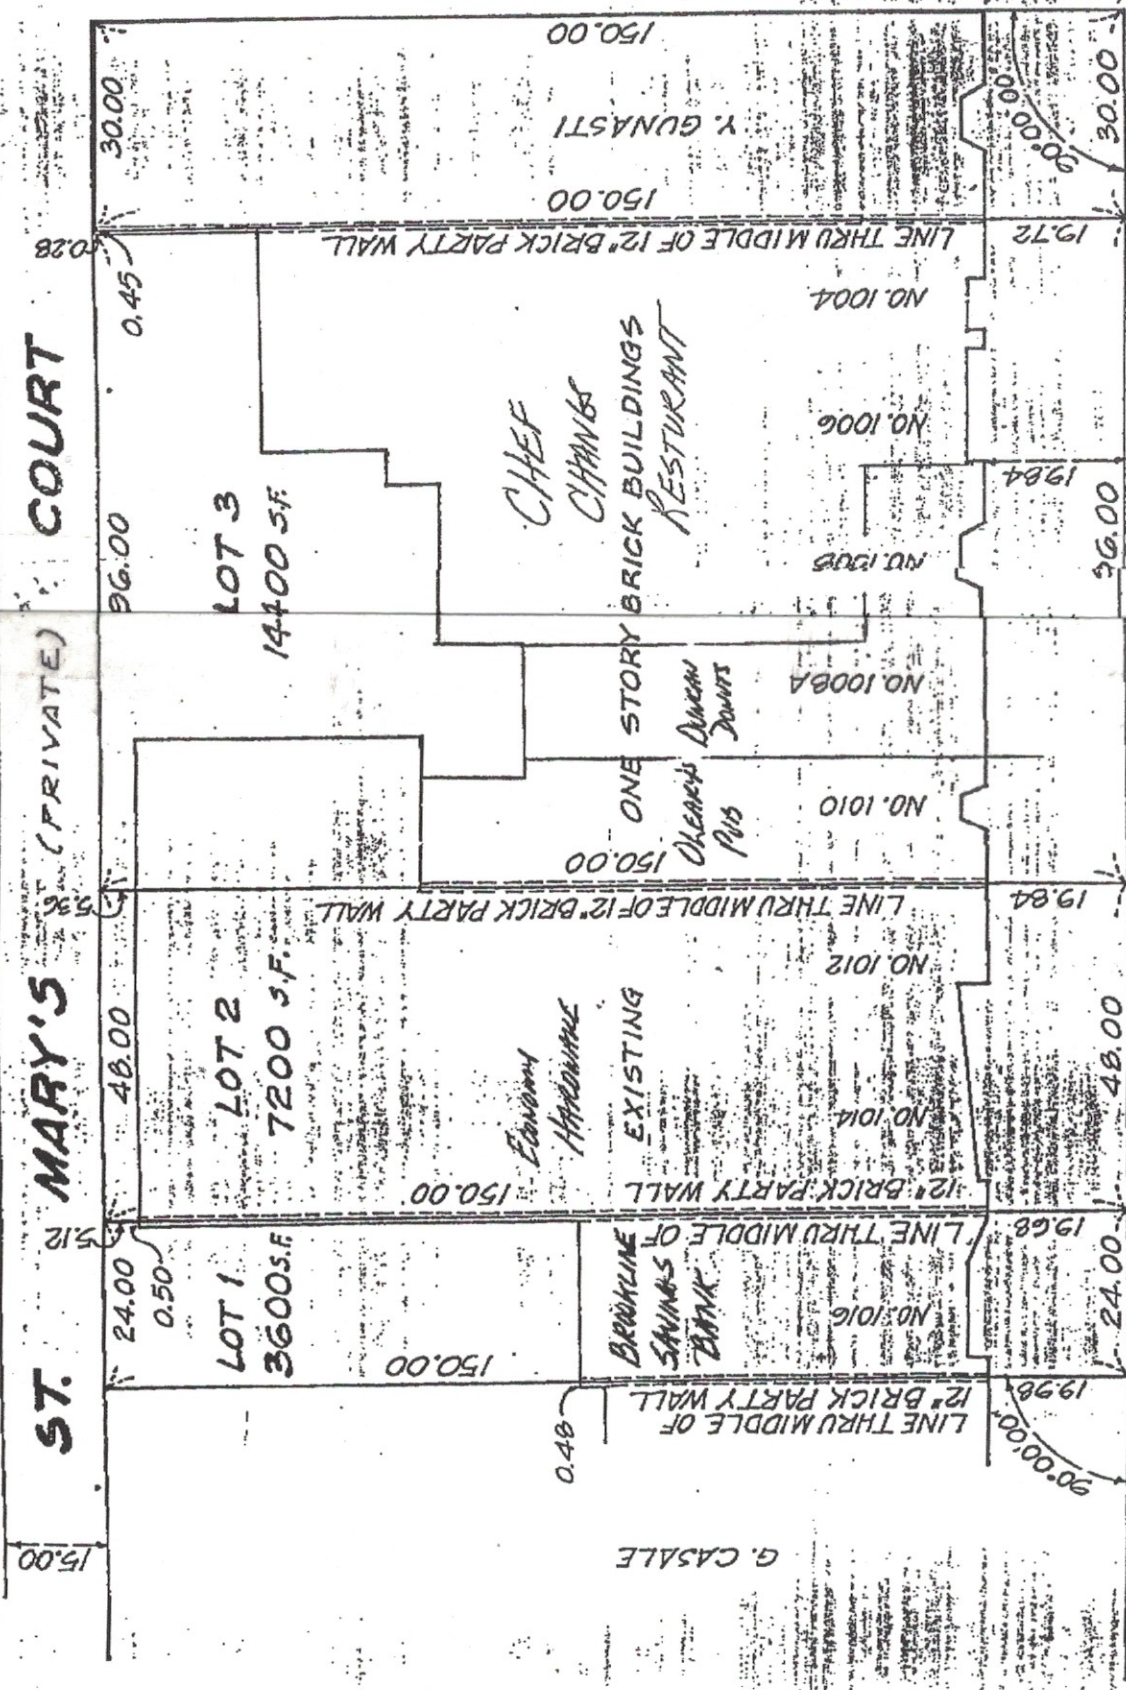 ST. MARY'S (PRIVATE) COURT
15.00
24.00
5.12
48.00
5.36
96.00
0.28
30.00
0.50
0.45
LOT 1
3600 S.F.
LOT 2
7200 S.F.
LOT 3
14400 S.F.
150.00
150.00
150.00
150.00
150.00
Y. GUNASTI
G. CASALE
0.48
BROOKLINE
SAVINGS
BANK
HARDWARE
EXISTING
ONE STORY BRICK BUILDINGS
OLEARYS
PUB
DUNCAN
DONUTS
CHEF
CHANGS
RESTURANT
LINE THRU MIDDLE OF
12" BRICK PARTY WALL
LINE THRU MIDDLE OF
12" BRICK PARTY WALL
LINE THRU MIDDLE OF 12" BRICK PARTY WALL
LINE THRU MIDDLE OF 12" BRICK PARTY WALL
NO. 1016
NO. 1014
NO. 1012
NO. 1010
NO. 1008A
NO. 1008
NO. 1006
NO. 1004
90°00'00"
19.98
19.68
19.84
19.84
19.72
90°00'00"
24.00
48.00
96.00
30.00